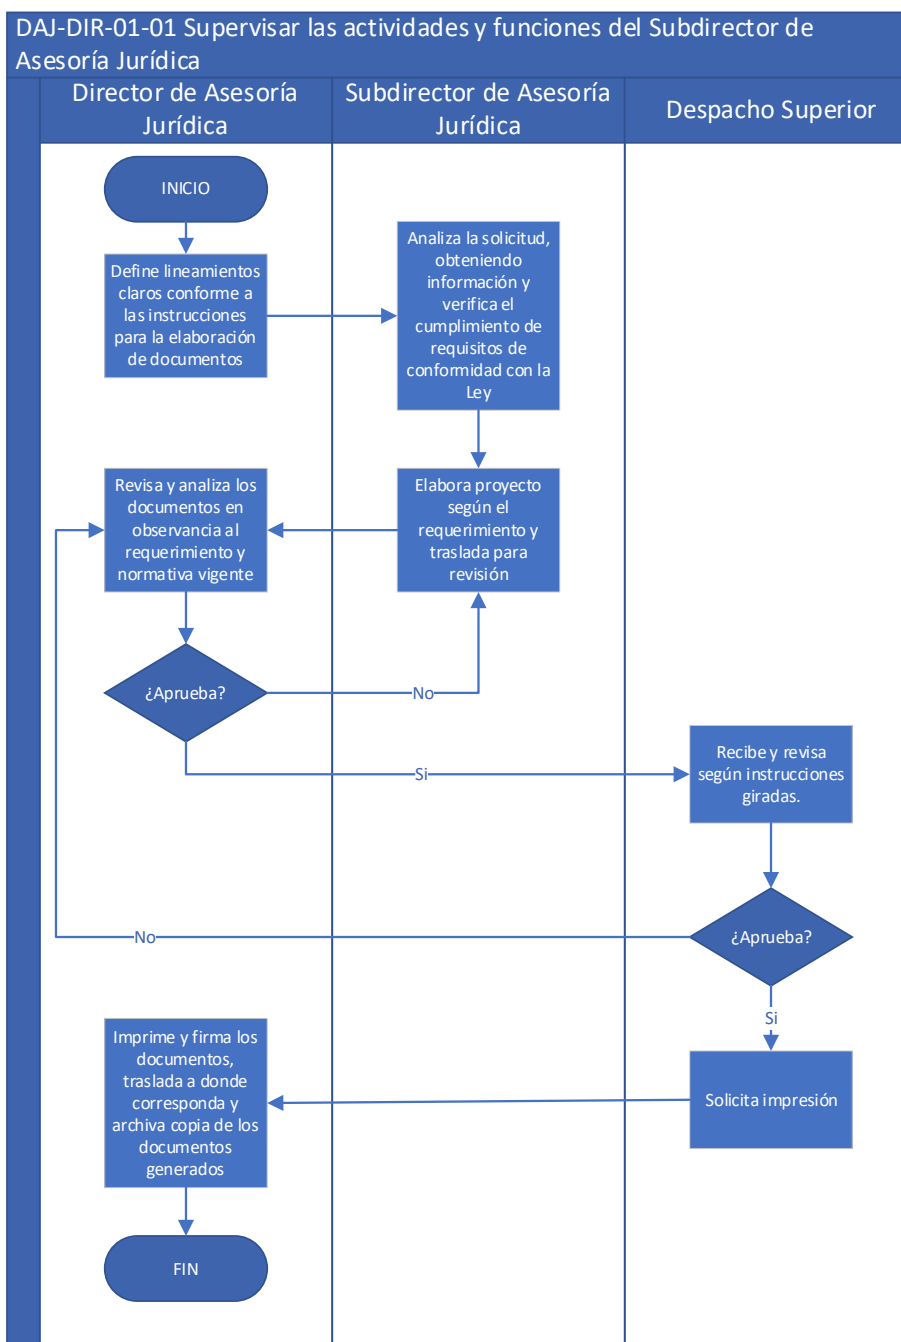 DAJ-DIR-01-01 Supervisar las actividades y funciones del Subdirector de
Asesoría Jurídica
Director de Asesoría
Jurídica
Subdirector de Asesoría
Jurídica
Despacho Superior
INICIO
Define lineamientos
claros conforme a
las instrucciones
para la elaboración
de documentos
Analiza la solicitud,
obteniendo
información y
verifica el
cumplimiento de
requisitos de
conformidad con la
Ley
Revisa y analiza los
documentos en
observancia al
requerimiento y
normativa vigente
Elabora proyecto
según el
requerimiento y
traslada para
revisión
¿Aprueba?
No
Si
Recibe y revisa
según instrucciones
giradas.
¿Aprueba?
No
Si
Solicita impresión
Imprime y firma los
documentos,
traslada a donde
corresponda y
archiva copia de los
documentos
generados
FIN